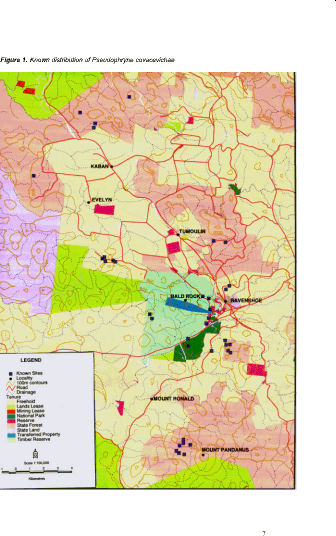 Figure 1. Known distribution of Pseudophryne covacevichae
KABAN
EVELYN
TUMOULIN
BALD ROCK
RAVENSHOE
MOUNT RONALD
MOUNT PANDANUS
LEGEND
Known Sites
Locality
100m contours
Road
Drainage
Tenure
Freehold
Lands Lease
Mining Lease
National Park
Reserve
State Forest
State Land
Transferred Property
Timber Reserve
Scale 1:100,000
Kilometres
7